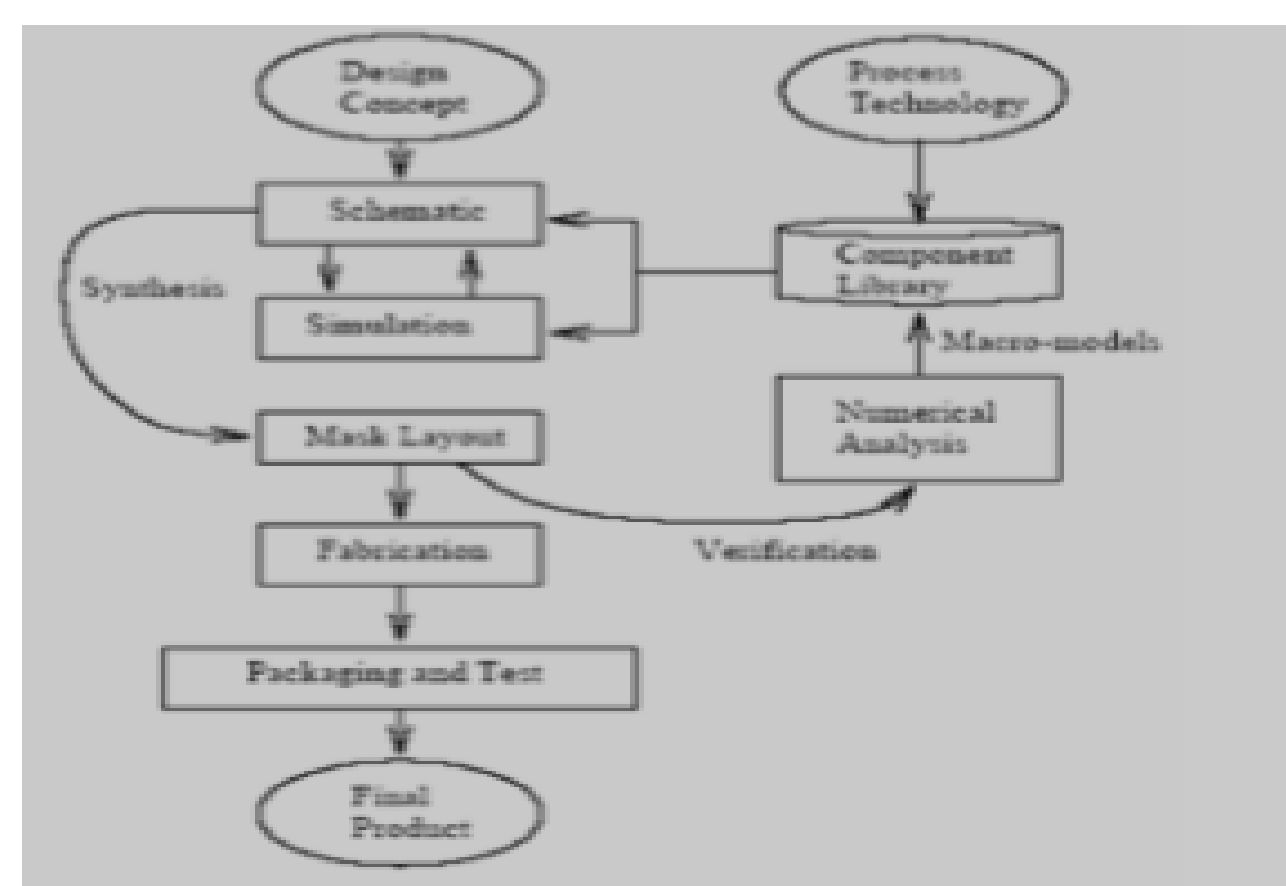 Design
Concept
Process
Technology
Schematic
Component
Library
Synthesis
Simulation
Macro-models
Numerical
Analysis
Mask Layout
Fabrication
Verification
Packaging and Test
Final
Product